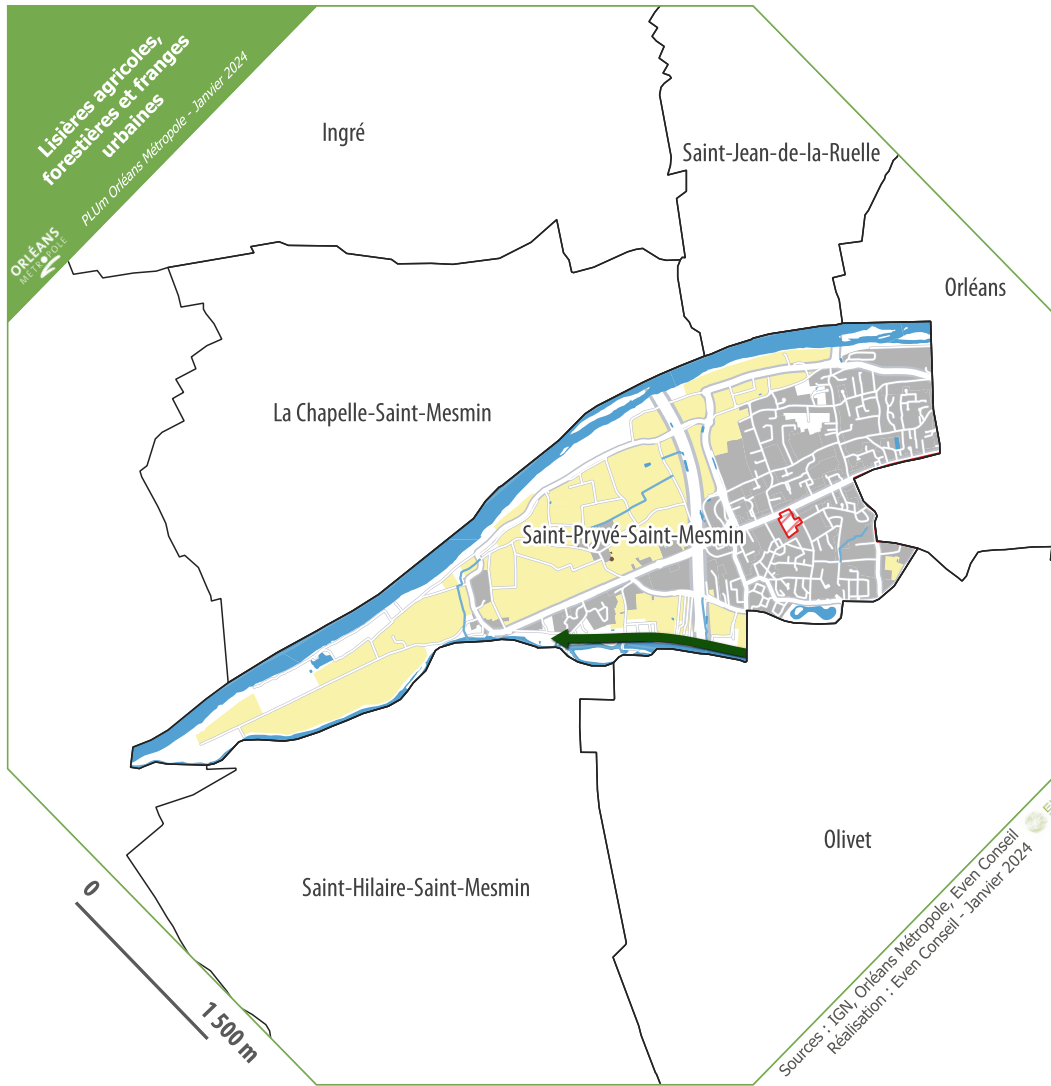 Lisières agricoles,
forestières et franges
urbaines
PLUm Orléans Métropole - Janvier 2024
ORLÉANS
MÉTROPOLE
Ingré
Saint-Jean-de-la-Ruelle
Orléans
La Chapelle-Saint-Mesmin
Saint-Pryvé-Saint-Mesmin
Olivet
Saint-Hilaire-Saint-Mesmin
0
1 500 m
Sources : IGN, Orléans Métropole, Even Conseil
Réalisation : Even Conseil - Janvier 2024